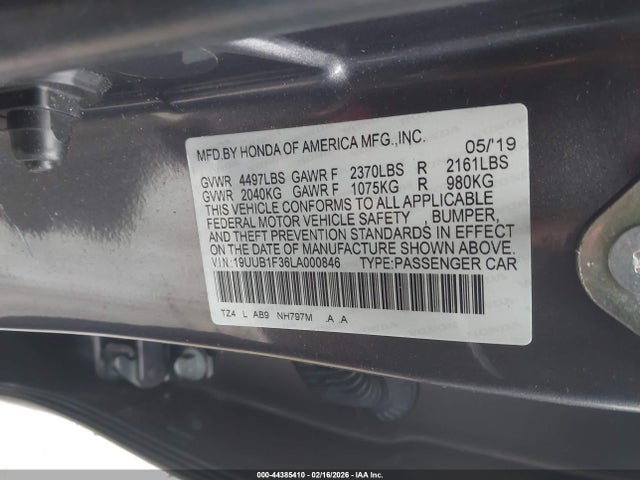 MFD.BY HONDA OF AMERICA MFG.,INC. 05/'19
GVWR 4497LBS GAWR F 2370LBS R 2161LBS
GVWR 2040KG GAWR F 1075KG R 980KG
THIS VEHICLE CONFORMS TO ALL APPLICABLE
FEDERAL MOTOR VEHICLE SAFETY , BUMPER,
AND THEFT PREVENTION STANDARDS IN EFFECT
ON THE DATE OF MANUFACTURE SHOWN ABOVE.
V.I.N.:19UUB1F36LA000846 TYPE:PASSENGER CAR
TZ4 L AB9 NH797M .A .A
000-44385410 - 02/16/2026 - IAAI.com